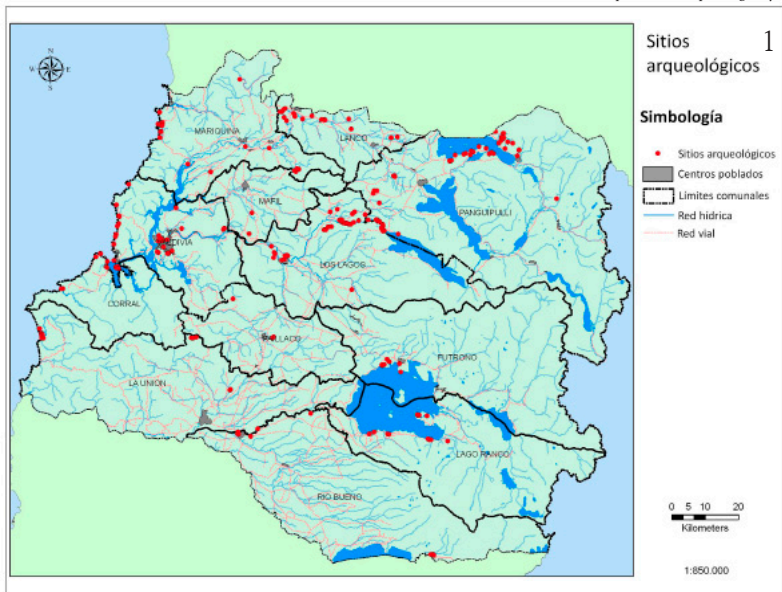 Sitios 1
arqueológicos
Simbología
Sitios arqueológicos
Centros poblados
Límites comunales
Red hídrica
Red vial
N
W E
S
MARIQUINA
LANCO
MAFIL
PANGUIPULLI
LOS LAGOS
CORRAL
PAILLACO
FUTRONO
LA UNION
LAGO RANCO
RIO BUENO
0 5 10 20
Kilometers
1:850.000